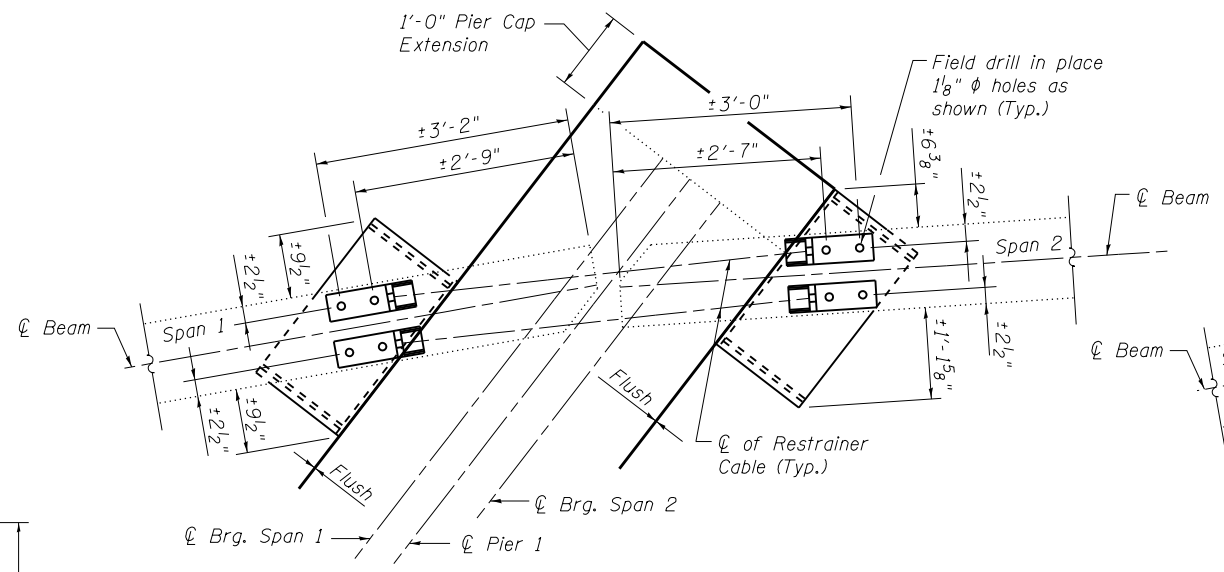 1'-0" Pier Cap
Extension
Field drill in place
1⅛" ϕ holes as
shown (Typ.)
±3'-2"
±3'-0"
±2'-9"
±2'-7"
±6⅜"
±2½"
℄ Beam
±9½"
±2½"
Span 2
Span 1
℄ Beam
±2½"
±9½"
±1'-1⅝"
±2½"
℄ Beam
Flush
Flush
℄ of Restrainer
Cable (Typ.)
℄ Brg. Span 2
℄ Brg. Span 1
℄ Pier 1